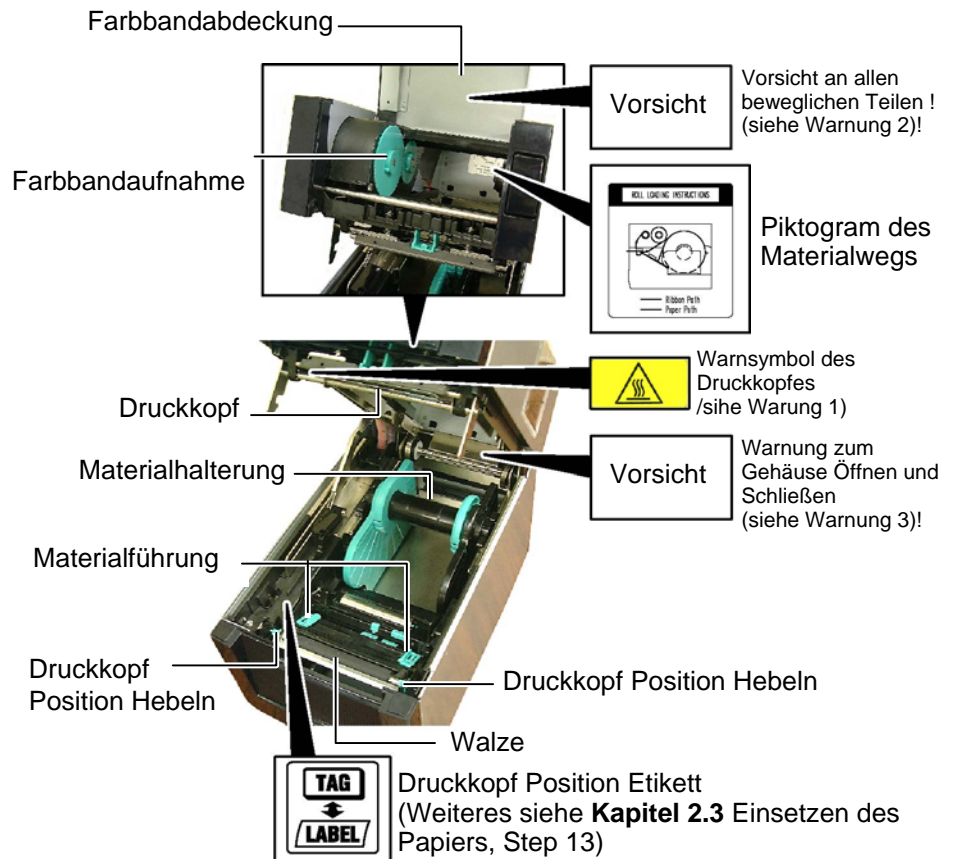 Farbbandabdeckung
Vorsicht
Vorsicht an allen
beweglichen Teilen !
(siehe Warnung 2)!
Farbbandaufnahme
ROLL LOADING INSTRUCTIONS
Ribbon Path
Paper Path
Piktogram des
Materialwegs
Warnsymbol des
Druckkopfes
/sihe Warung 1)
Druckkopf
Materialhalterung
Vorsicht
Warnung zum
Gehäuse Öffnen und
Schließen
(siehe Warnung 3)!
Materialführung
Druckkopf
Position Hebeln
Druckkopf Position Hebeln
Walze
TAG
LABEL
Druckkopf Position Etikett
(Weiteres siehe Kapitel 2.3 Einsetzen des
Papiers, Step 13)